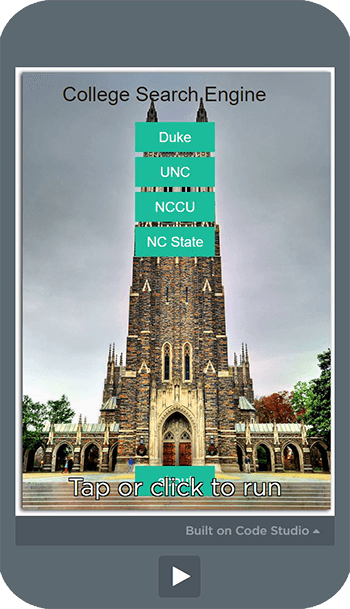 College Search Engine
Duke
UNC
NCCU
NC State
Tap or click to run
Built on Code Studio